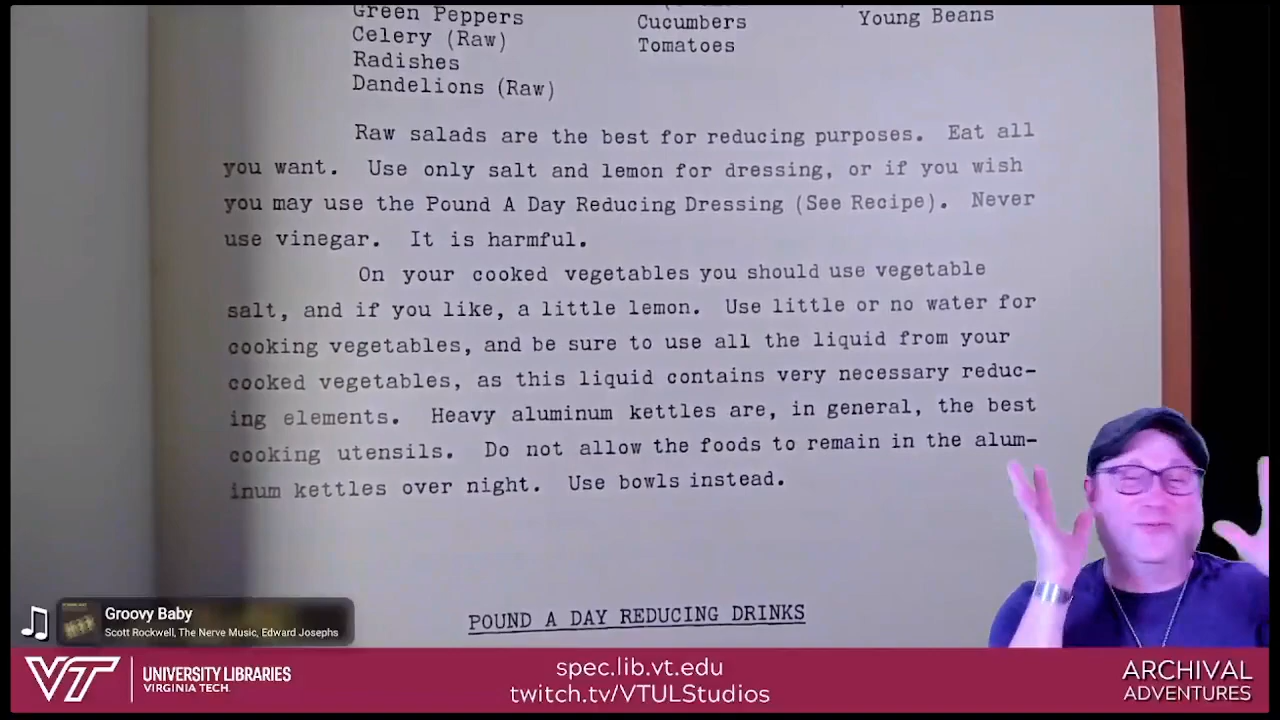 Green Peppers
Celery (Raw)
Radishes
Dandelions (Raw)
Cucumbers
Tomatoes
Young Beans
Raw salads are the best for reducing purposes. Eat all
you want. Use only salt and lemon for dressing, or if you wish
you may use the Pound A Day Reducing Dressing (See Recipe). Never
use vinegar. It is harmful.
On your cooked vegetables you should use vegetable
salt, and if you like, a little lemon. Use little or no water for
cooking vegetables, and be sure to use all the liquid from your
cooked vegetables, as this liquid contains very necessary reduc-
ing elements. Heavy aluminum kettles are, in general, the best
cooking utensils. Do not allow the foods to remain in the alum-
inum kettles over night. Use bowls instead.
POUND A DAY REDUCING DRINKS
Groovy Baby
Scott Rockwell, The Nerve Music, Edward Josephs
VT
UNIVERSITY LIBRARIES
VIRGINIA TECH
spec.lib.vt.edu
twitch.tv/VTULStudios
ARCHIVAL
ADVENTURES